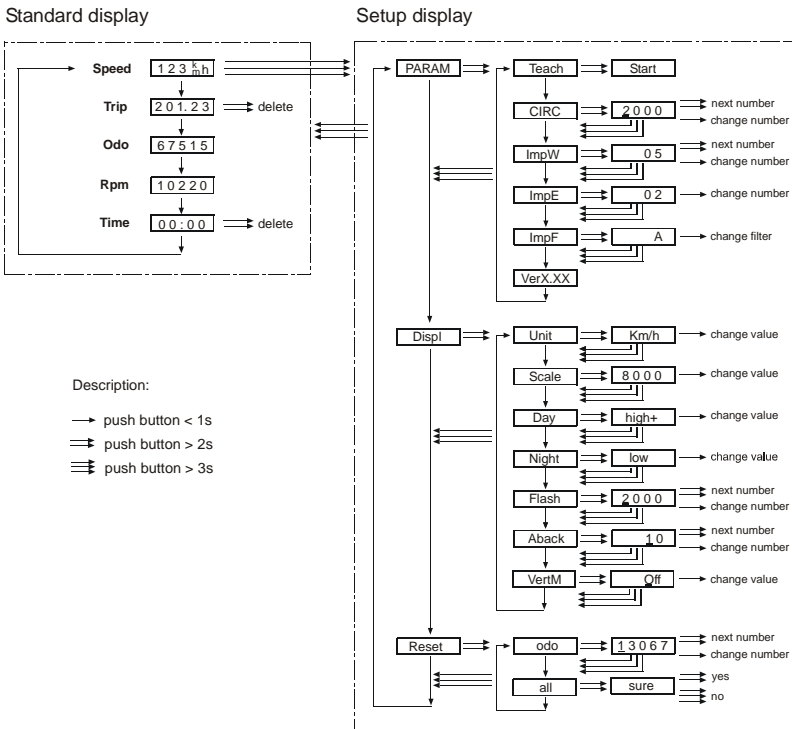 Standard display
Setup display
Speed 123 k/m h
Trip 201.23 delete
Odo 67515
Rpm 10220
Time 00:00 delete
Description:
push button < 1s
push button > 2s
push button > 3s
PARAM
Teach Start
CIRC 2000 next number
change number
ImpW 05 next number
change number
ImpE 02 change number
ImpF A change filter
VerX.XX
Displ
Unit Km/h change value
Scale 8000 change value
Day high+ change value
Night low change value
Flash 2000 next number
change number
Aback 10 next number
change number
VertM Off change value
Reset
odo 13067 next number
change number
all sure yes
no